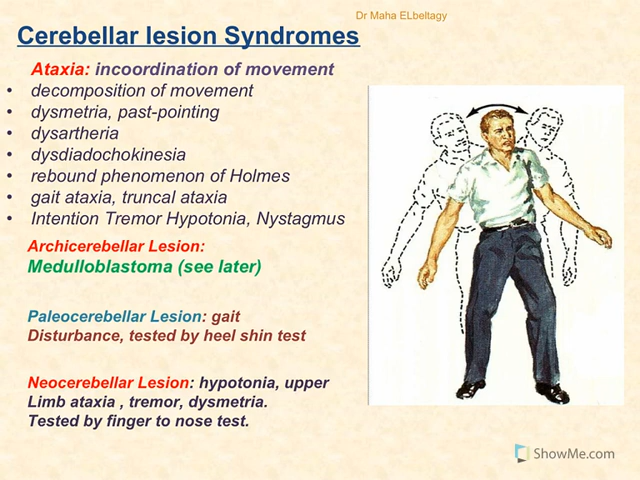 Dr Maha ELbeltagy
Cerebellar lesion Syndromes
Ataxia: incoordination of movement
• decomposition of movement
• dysmetria, past-pointing
• dysartheria
• dysdiadochokinesia
• rebound phenomenon of Holmes
• gait ataxia, truncal ataxia
• Intention Tremor Hypotonia, Nystagmus
Archicerebellar Lesion:
Medulloblastoma (see later)
Paleocerebellar Lesion: gait
Disturbance, tested by heel shin test
Neocerebellar Lesion: hypotonia, upper
Limb ataxia , tremor, dysmetria.
Tested by finger to nose test.
ShowMe.com